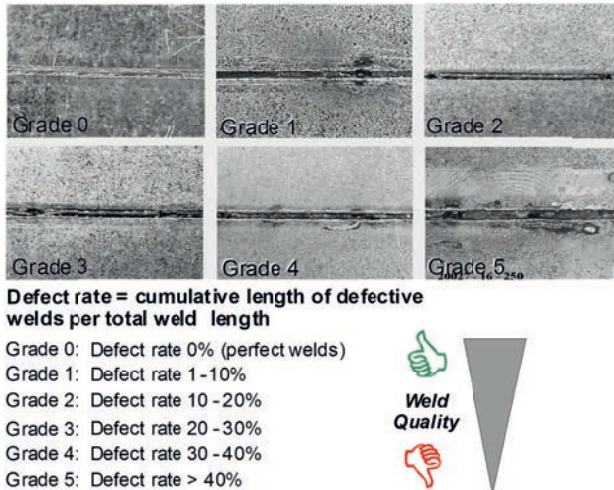 Grade 0
Grade 1
Grade 2
Grade 3
Grade 4
Grade 5
20027 - 16 - 250
Defect rate = cumulative length of defective
welds per total weld length
Grade 0: Defect rate 0% (perfect welds)
Grade 1: Defect rate 1-10%
Grade 2: Defect rate 10-20%
Grade 3: Defect rate 20-30%
Grade 4: Defect rate 30-40%
Grade 5: Defect rate > 40%
Weld
Quality